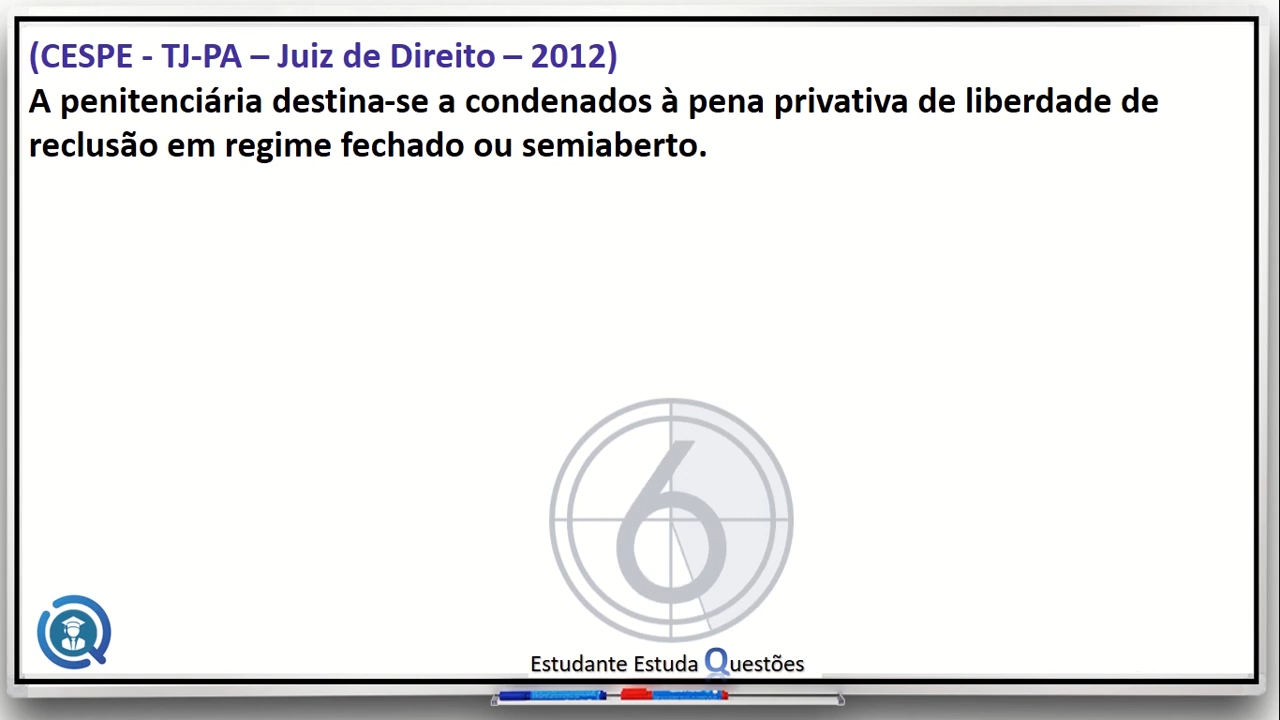 (CESPE - TJ-PA – Juiz de Direito – 2012)
A penitenciária destina-se a condenados à pena privativa de liberdade de
reclusão em regime fechado ou semiaberto.
6
Estudante Estuda Questões